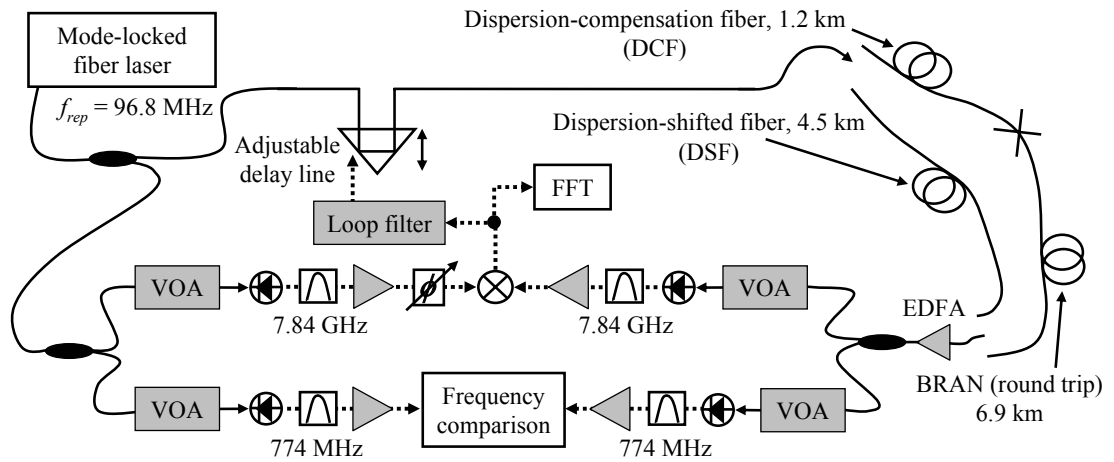 Mode-locked
fiber laser
f_rep = 96.8 MHz
Dispersion-compensation fiber, 1.2 km
(DCF)
Dispersion-shifted fiber, 4.5 km
(DSF)
Adjustable
delay line
FFT
Loop filter
VOA
7.84 GHz
ϕ
7.84 GHz
VOA
EDFA
BRAN (round trip)
6.9 km
VOA
774 MHz
Frequency
comparison
774 MHz
VOA